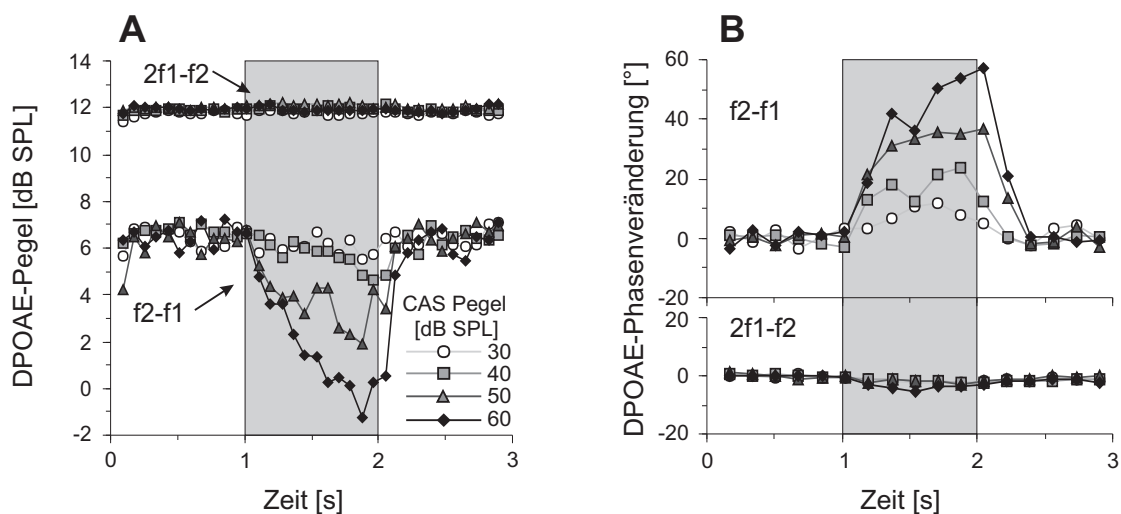 A
DPOAE-Pegel [dB SPL]
14
12
10
8
6
4
2
0
-2
2f1-f2
f2-f1
CAS Pegel
[dB SPL]
30
40
50
60
0
1
2
3
Zeit [s]
B
DPOAE-Phasenveränderung [°]
60
40
20
0
-20
f2-f1
20
0
-20
2f1-f2
0
1
2
3
Zeit [s]